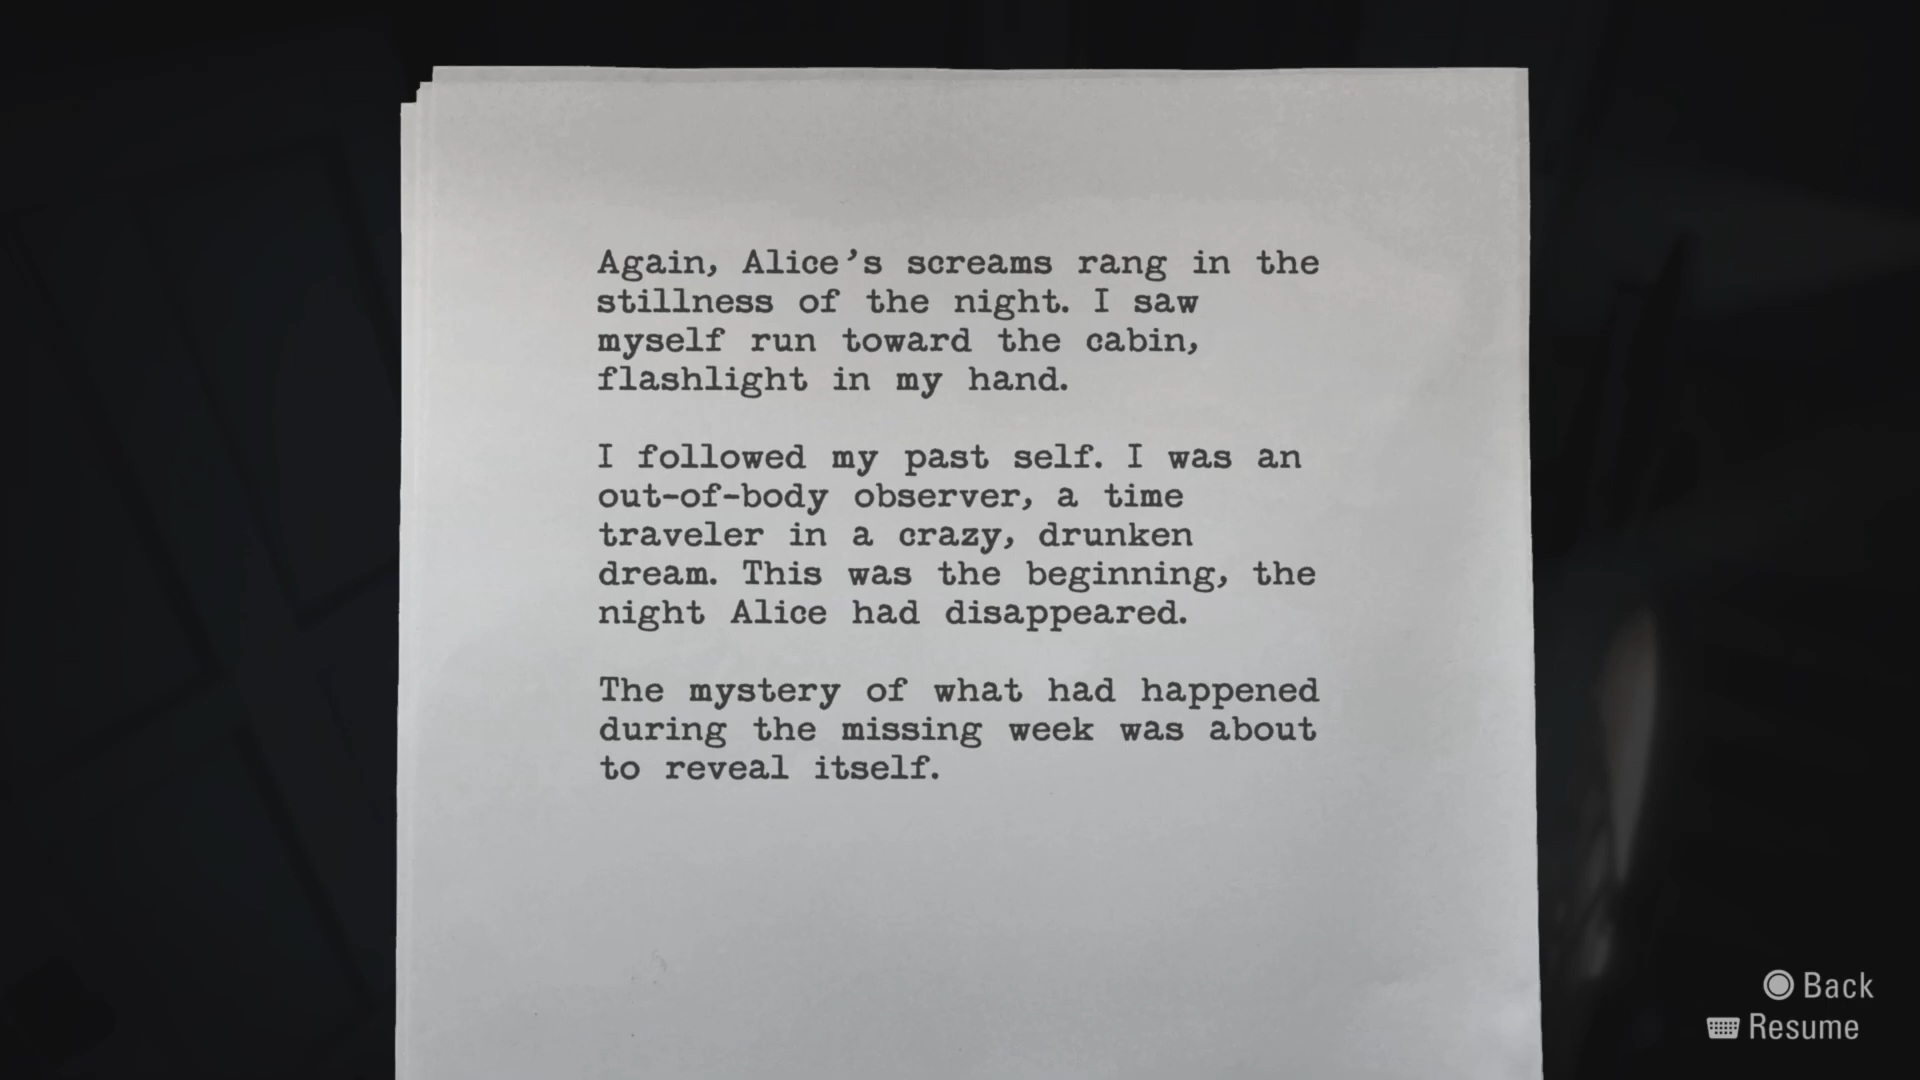 Again, Alice’s screams rang in the
stillness of the night. I saw
myself run toward the cabin,
flashlight in my hand.
I followed my past self. I was an
out-of-body observer, a time
traveler in a crazy, drunken
dream. This was the beginning, the
night Alice had disappeared.
The mystery of what had happened
during the missing week was about
to reveal itself.
Back
Resume